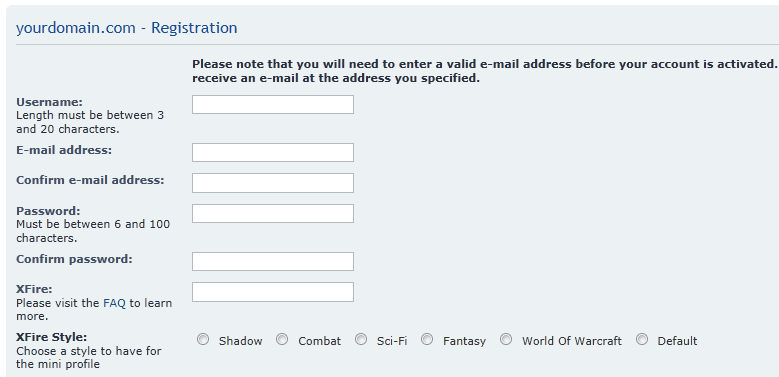 yourdomain.com - Registration
Please note that you will need to enter a valid e-mail address before your account is activated.
receive an e-mail at the address you specified.
Username:
Length must be between 3
and 20 characters.
E-mail address:
Confirm e-mail address:
Password:
Must be between 6 and 100
characters.
Confirm password:
XFire:
Please visit the FAQ to learn
more.
XFire Style:
Choose a style to have for
the mini profile
Shadow Combat Sci-Fi Fantasy World Of Warcraft Default